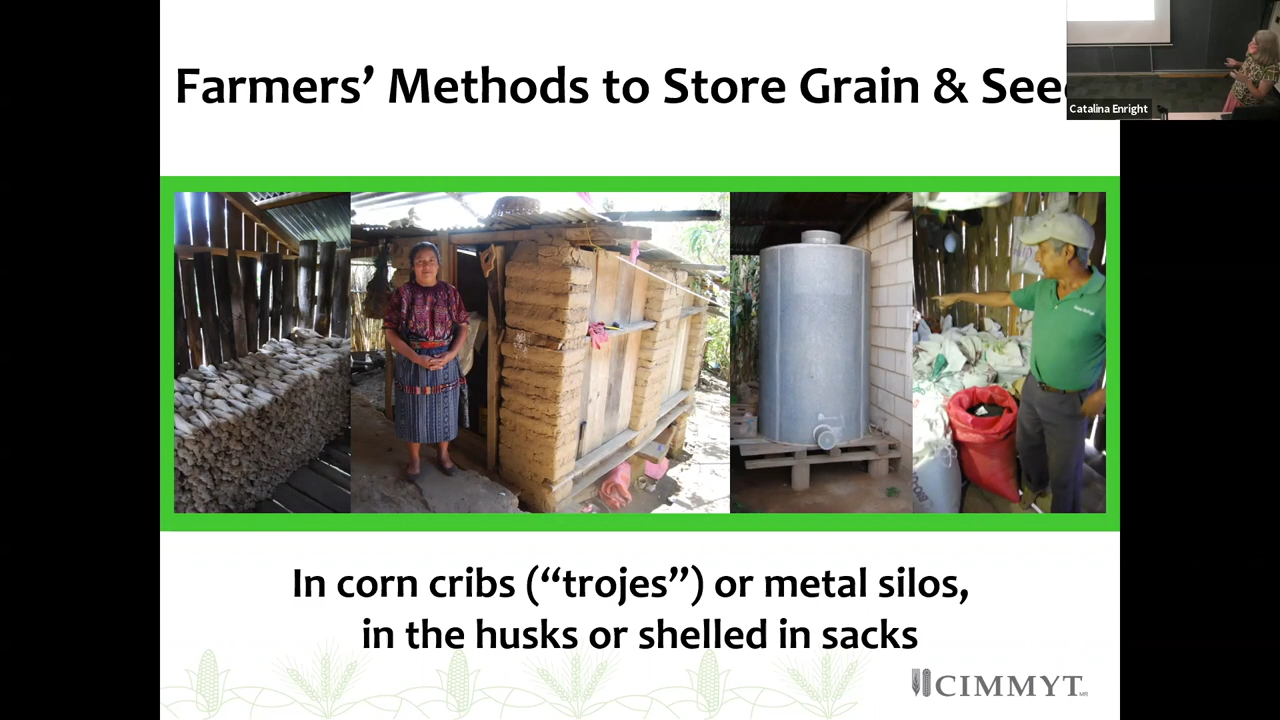 Farmers’ Methods to Store Grain & See
Catalina Enright
In corn cribs (“trojes”) or metal silos,
in the husks or shelled in sacks
CIMMYT
MR